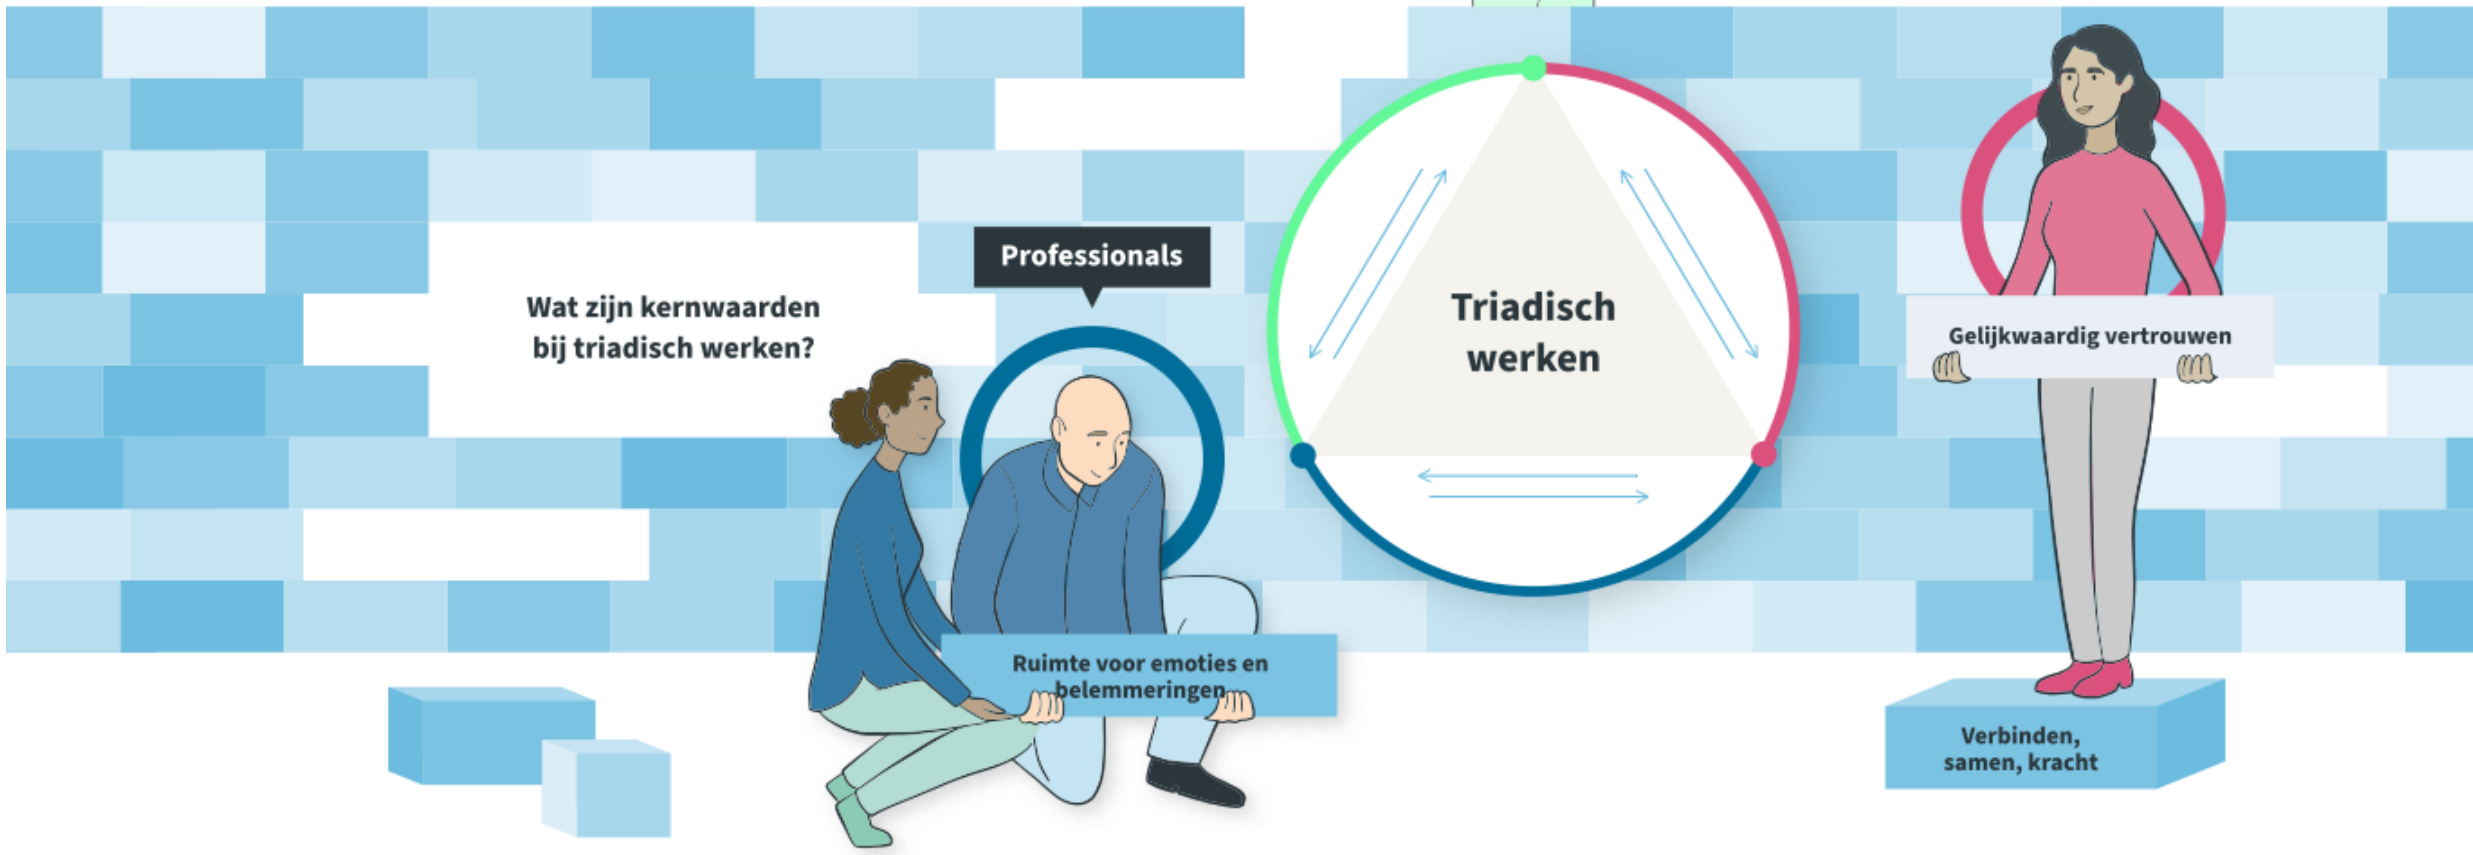 Wat zijn kernwaarden
bij triadisch werken?
Professionals
Triadisch
werken
Gelijkwaardig vertrouwen
Ruimte voor emoties en
belemmeringen
Verbinden,
samen, kracht